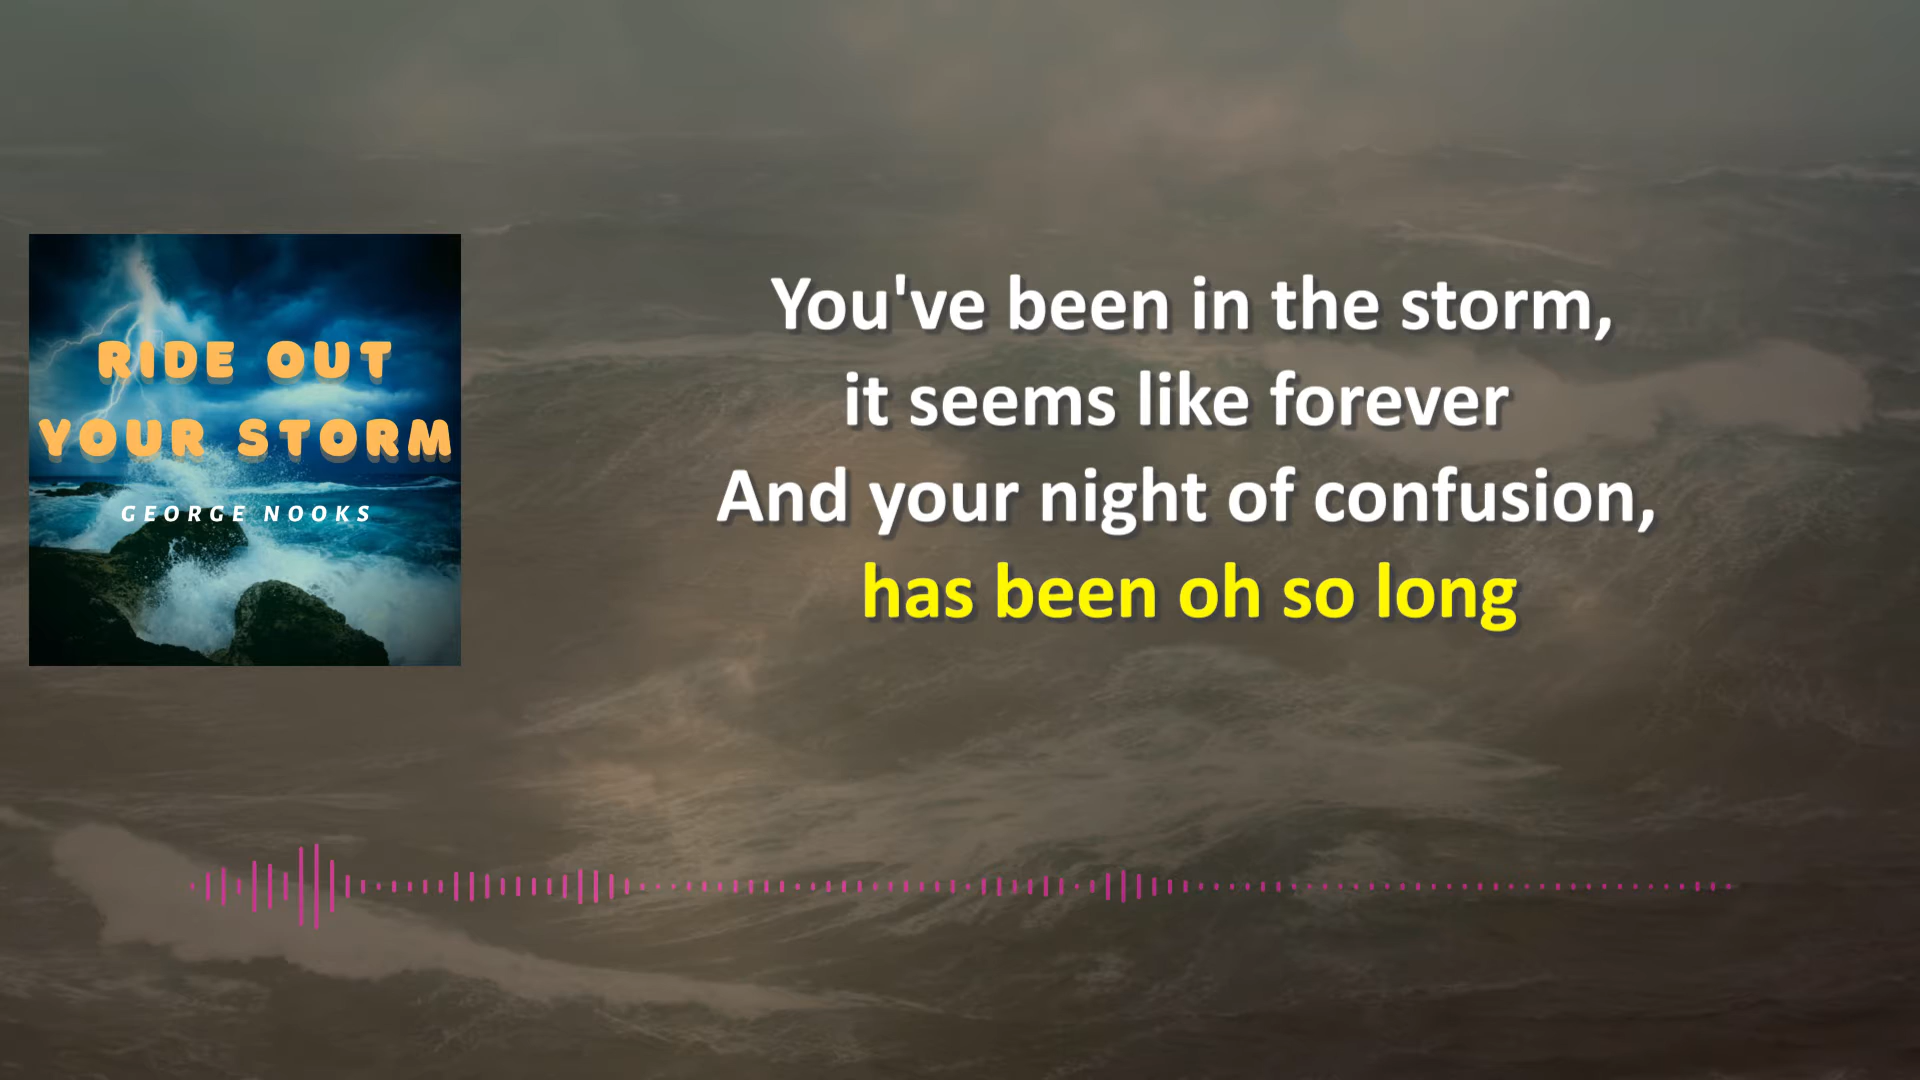 RIDE OUT
YOUR STORM
GEORGE NOOKS
You've been in the storm,
it seems like forever
And your night of confusion,
has been oh so long